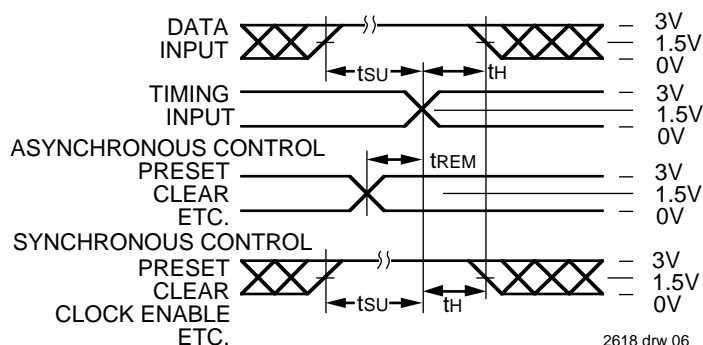 DATA
INPUT
3V
1.5V
0V
tSU
tH
TIMING
INPUT
3V
1.5V
0V
ASYNCHRONOUS CONTROL
PRESET
CLEAR
ETC.
tREM
3V
1.5V
0V
SYNCHRONOUS CONTROL
PRESET
CLEAR
CLOCK ENABLE
ETC.
tSU
tH
3V
1.5V
0V
2618 drw 06